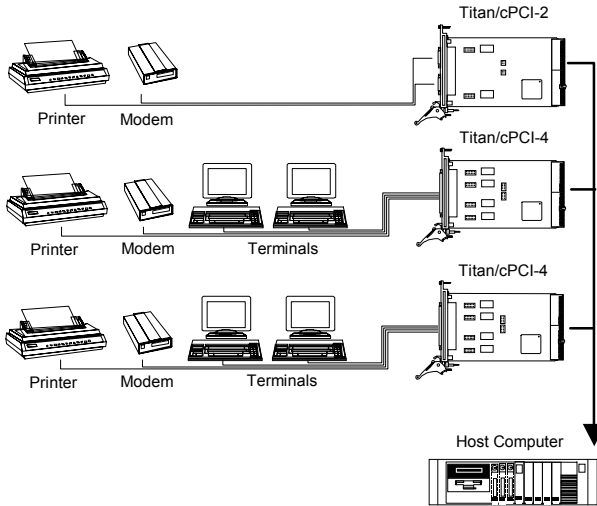 Titan/cPCI-2
Printer
Modem
Titan/cPCI-4
Printer
Modem
Terminals
Titan/cPCI-4
Printer
Modem
Terminals
Host Computer